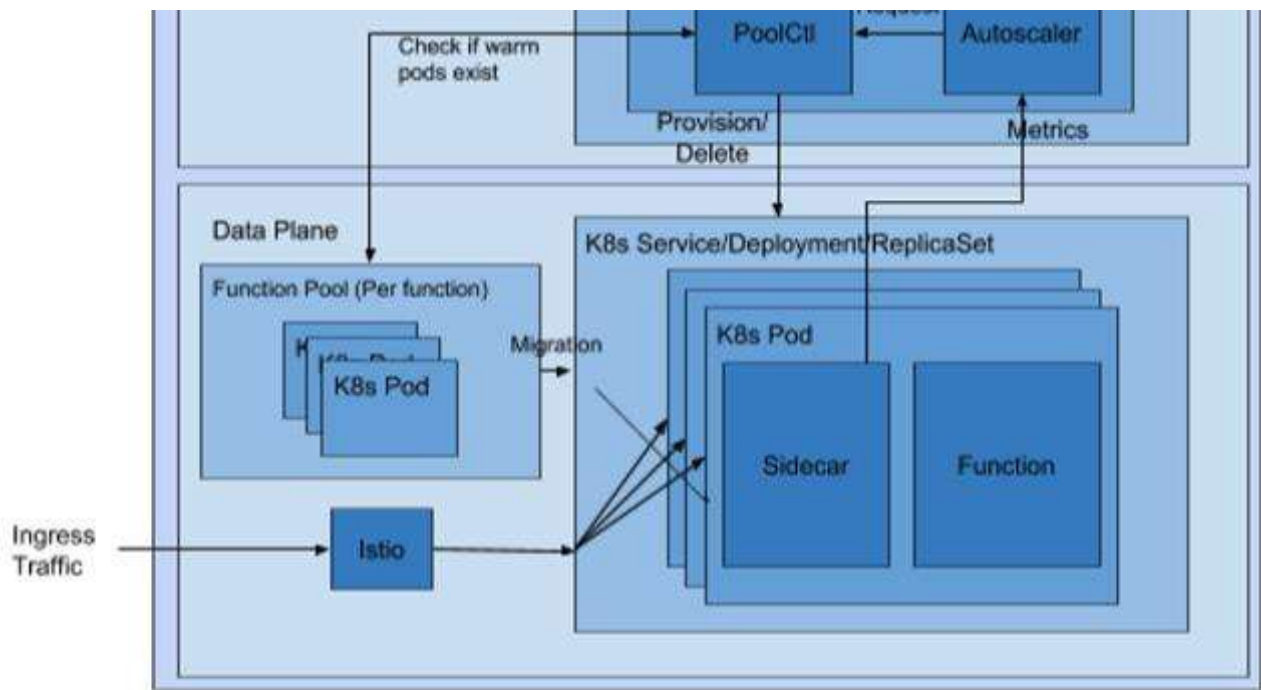 Request
PoolCtl
Autoscaler
Check if warm
pods exist
Provision/
Delete
Metrics
Data Plane
K8s Service/Deployment/ReplicaSet
Function Pool (Per function)
K8s Pod
Migration
K8s Pod
Sidecar
Function
Ingress
Traffic
Istio